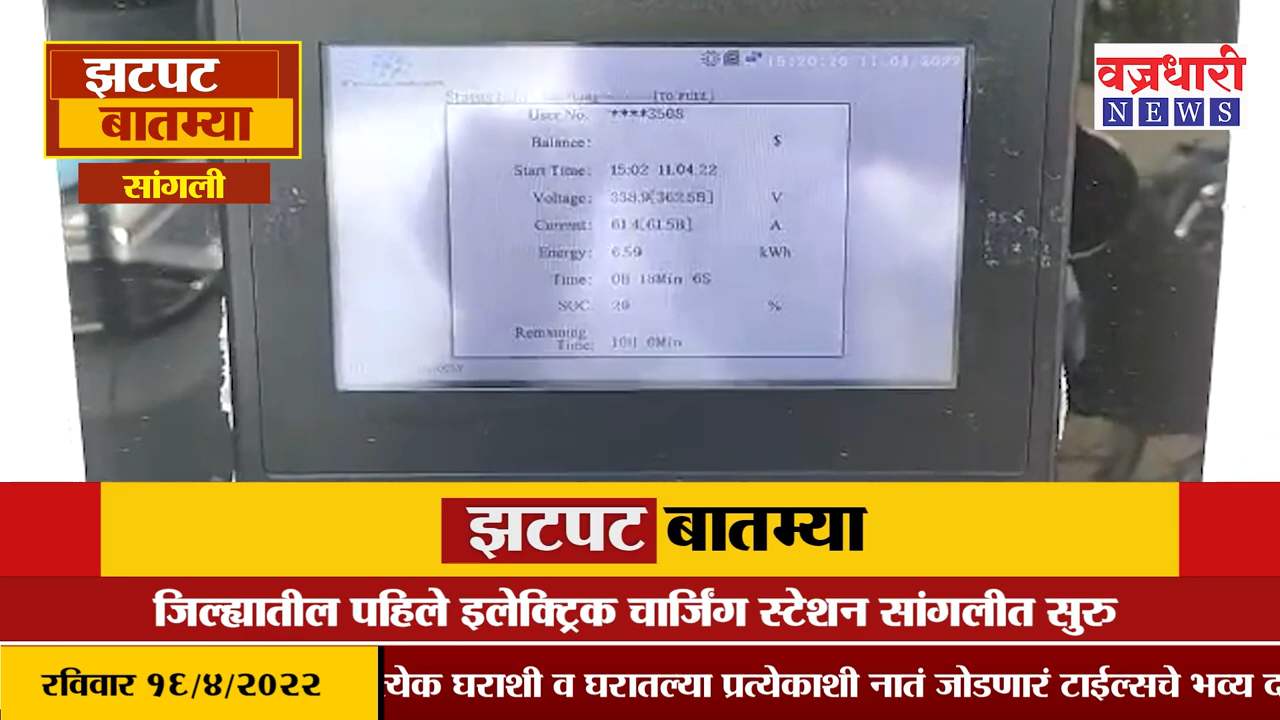 झटपट
बातम्या
सांगली
वज्रधारी
NEWS
15:20:20 11.04.2022
[TO FULL]
User No. ****3508
Balance: $
Start Time: 15:02 11.04.22
Voltage: 358.9[362.5B] V
Current: 61.4[61.5B] A
Energy: 6.59 kWh
Time: 0H 18Min 6S
SOC: 29 %
Remaining
Time: 10H 0Min
झटपट बातम्या
जिल्ह्यातील पहिले इलेक्ट्रिक चार्जिंग स्टेशन सांगलीत सुरु
रविवार १६/४/२०२२
त्येक घराशी व घरातल्या प्रत्येकाशी नातं जोडणारं टाईल्सचे भव्य द